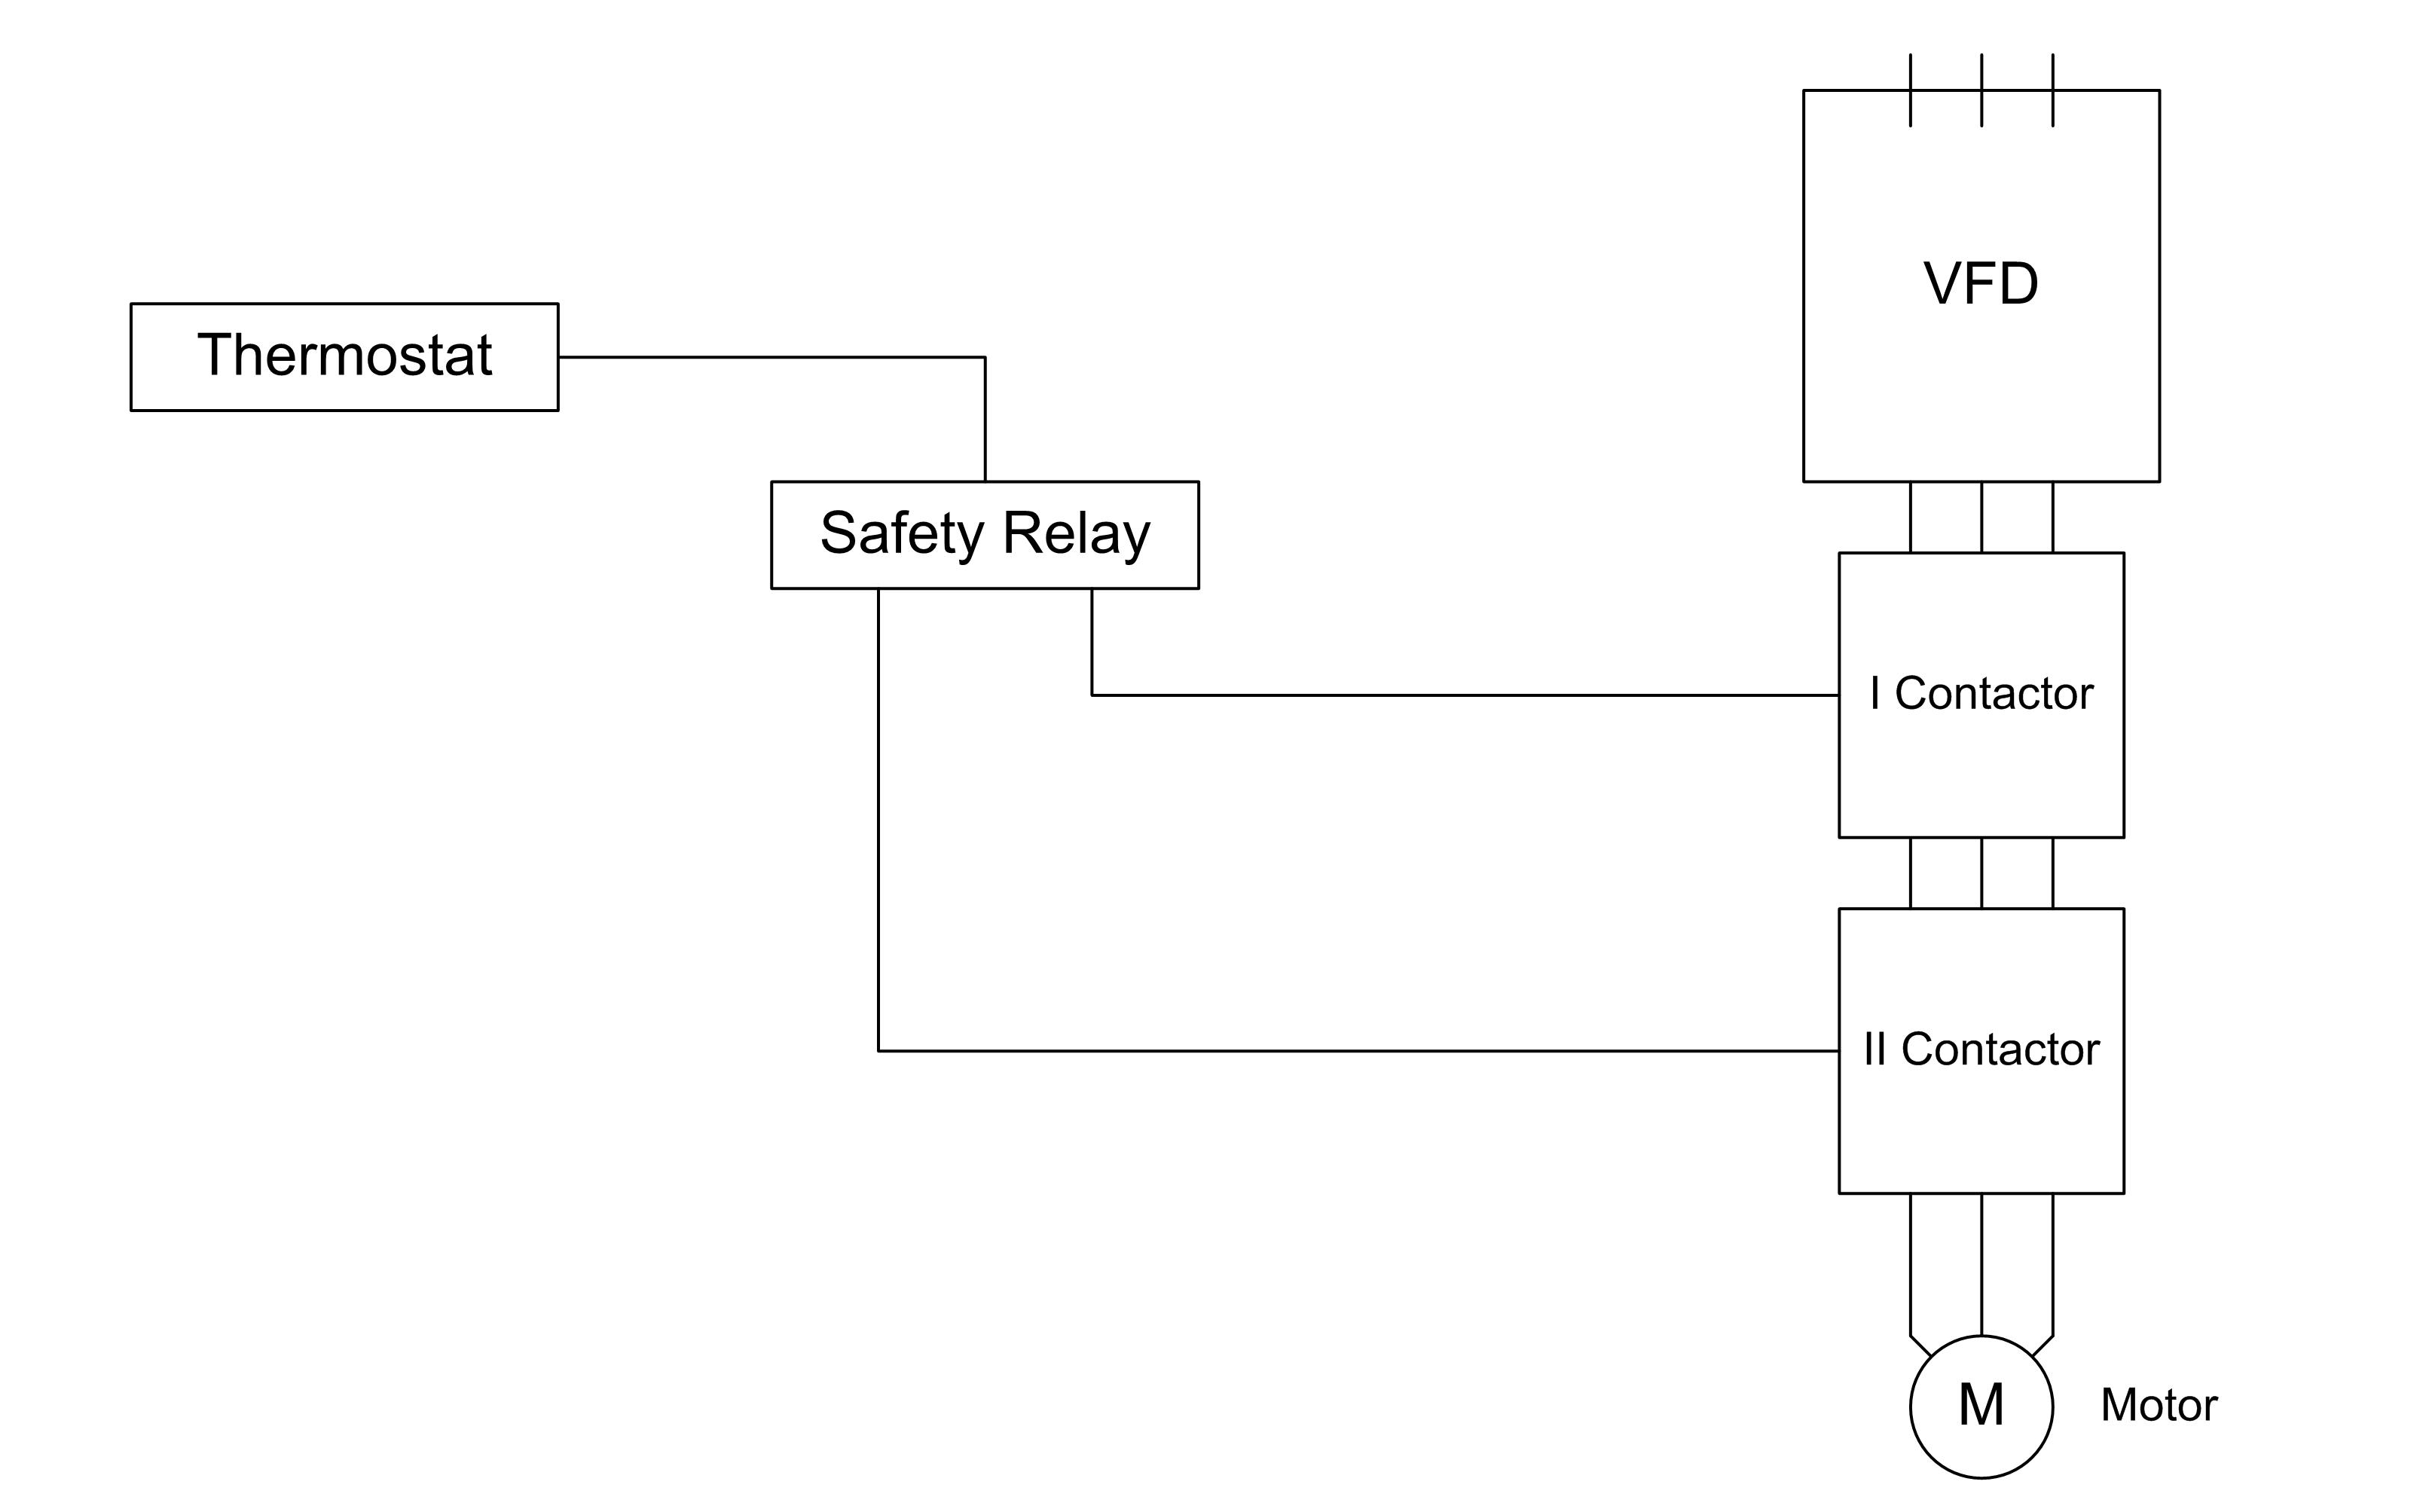 VFD
Thermostat
Safety Relay
I Contactor
II Contactor
M
Motor